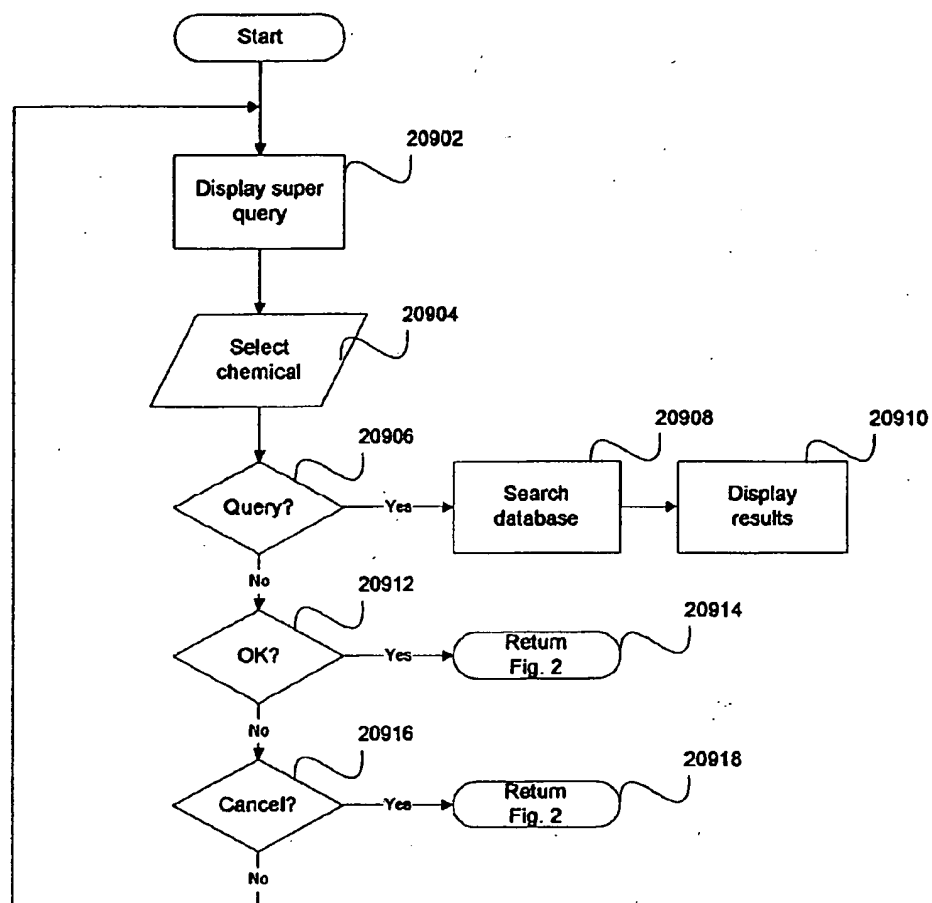 Start
20902
Display super
query
20904
Select
chemical
20906
Query?
Yes
20908
Search
database
20910
Display
results
No
20912
OK?
Yes
20914
Return
Fig. 2
No
20916
Cancel?
Yes
20918
Return
Fig. 2
No